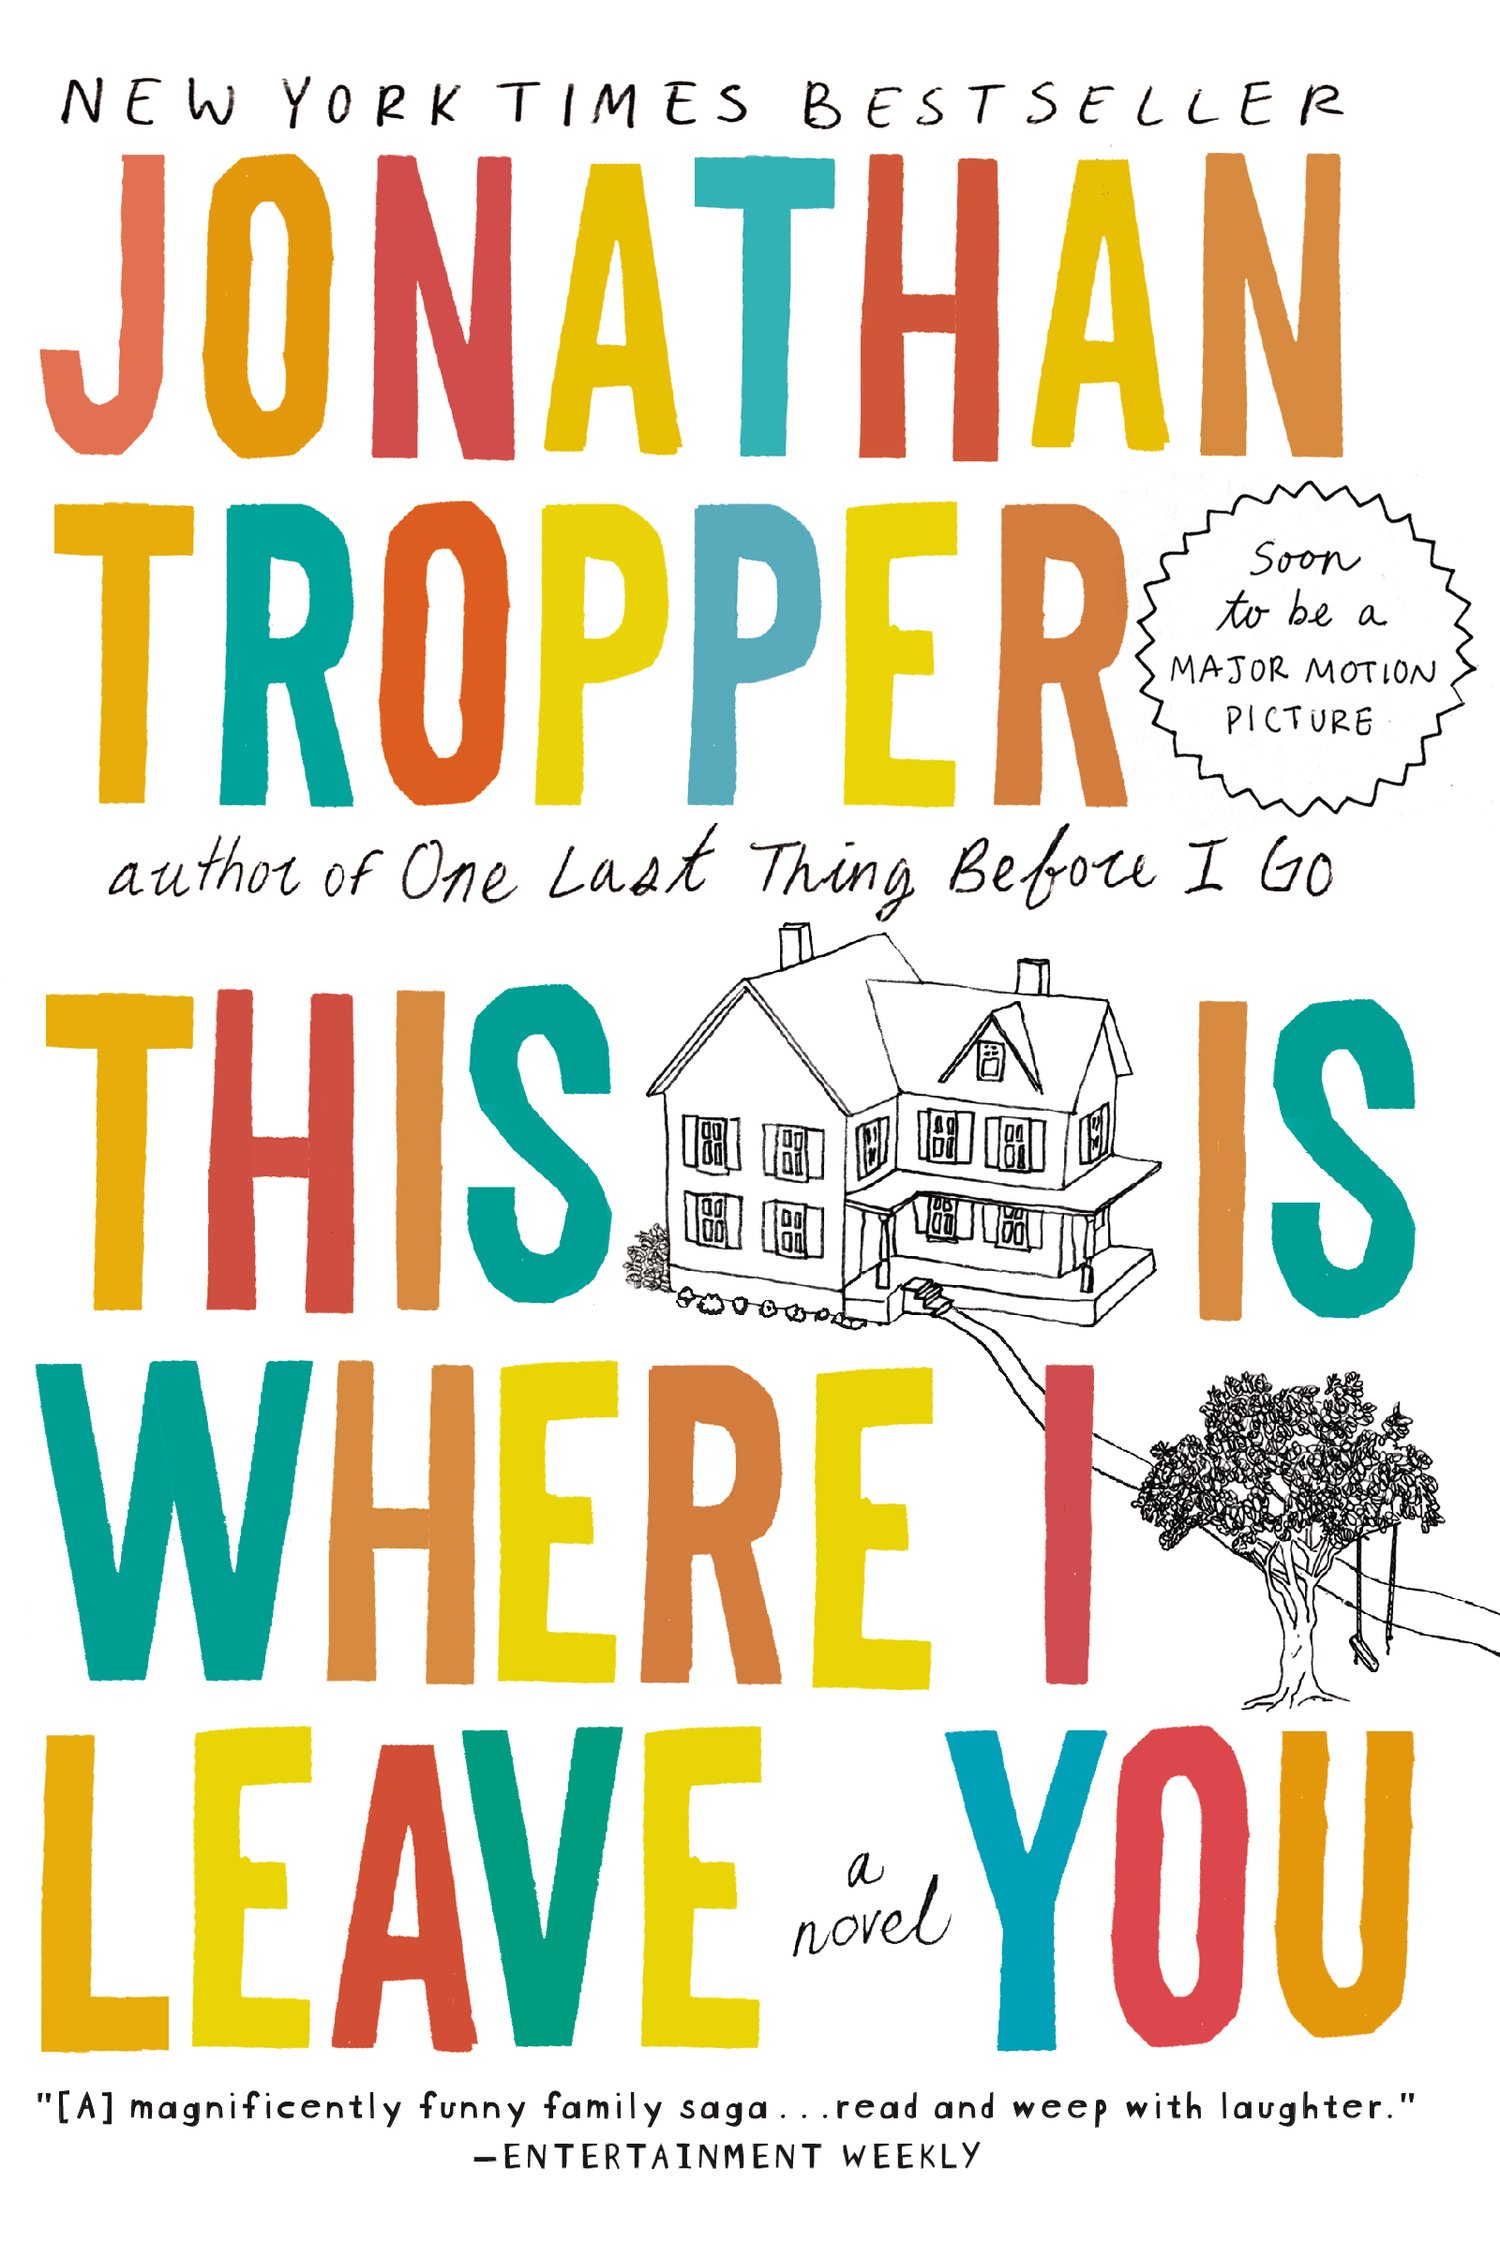 NEW YORK TIMES BESTSELLER
JONATHAN
TROPPER
Soon
to be a
MAJOR MOTION
PICTURE
author of One Last Thing Before I Go
THIS IS
WHERE I
LEAVE YOU
a
novel
"[A] magnificently funny family saga...read and weep with laughter."
—ENTERTAINMENT WEEKLY